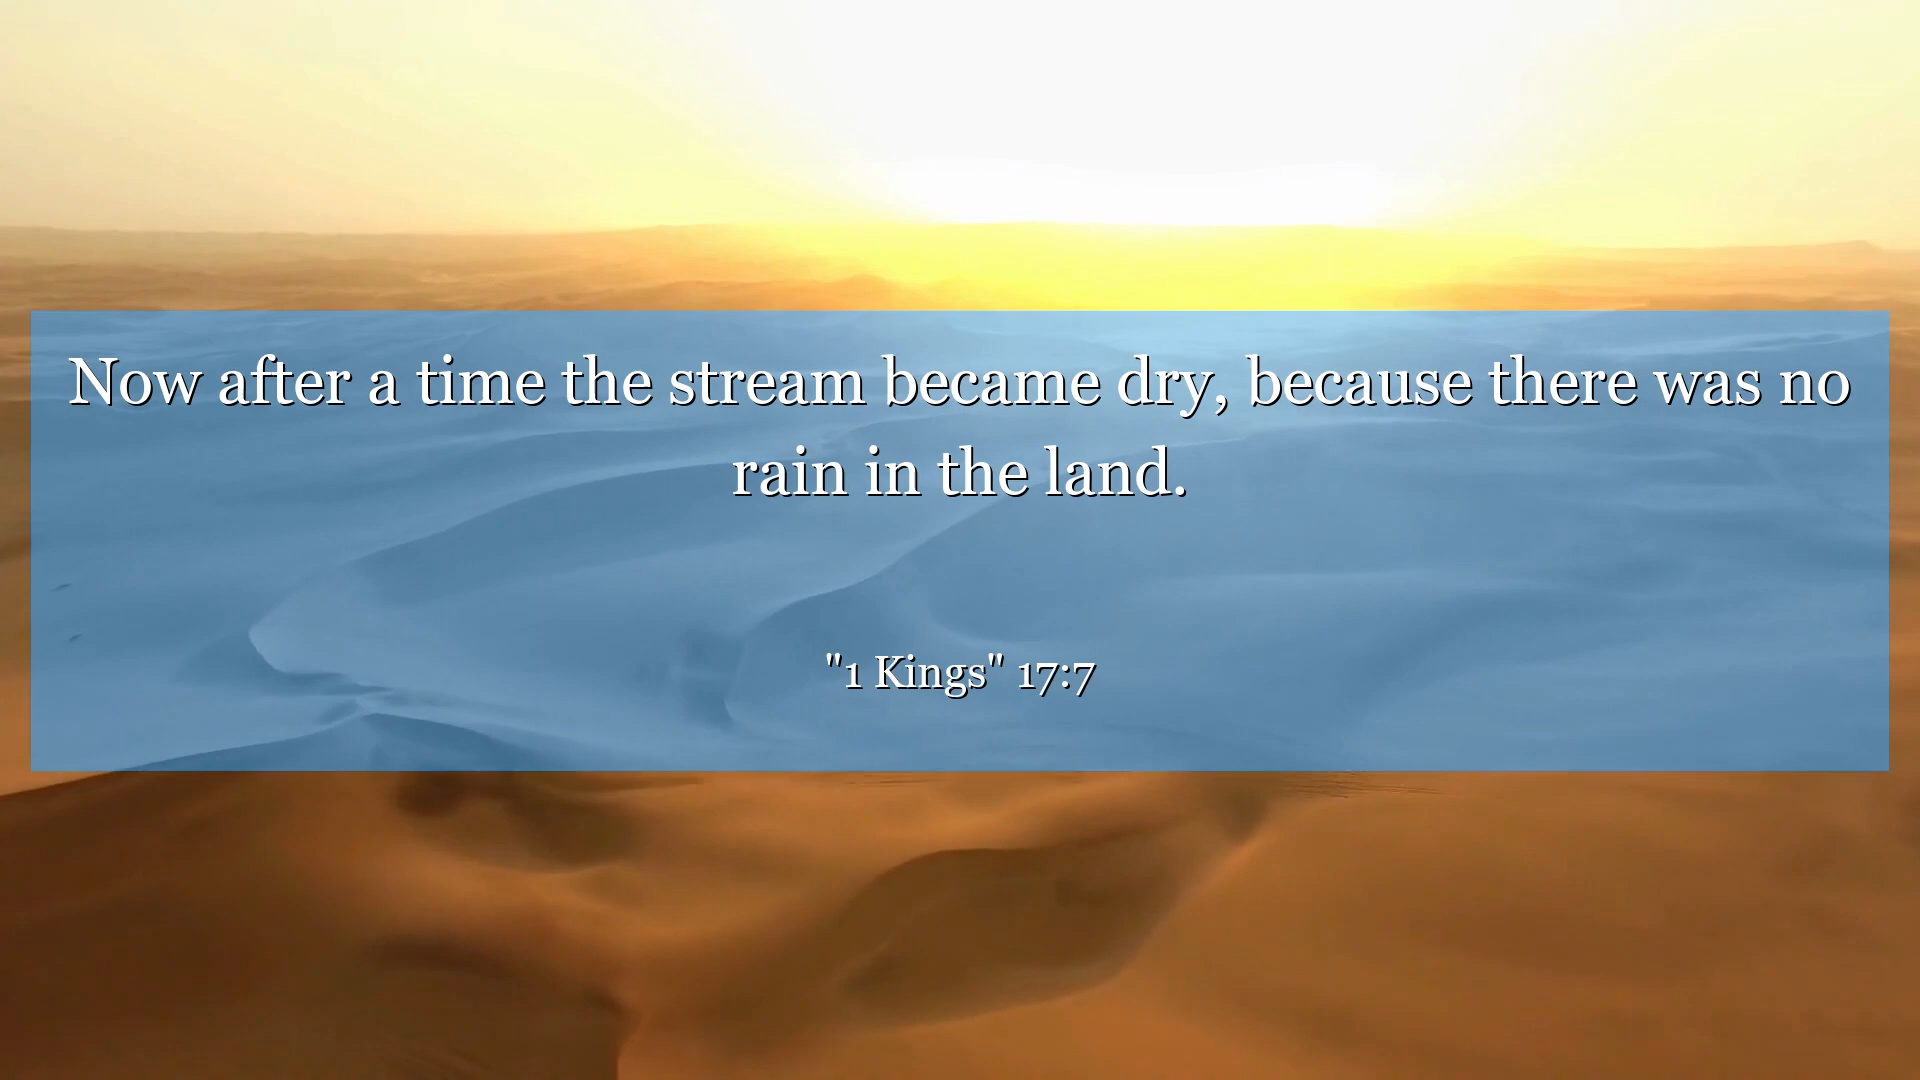 Now after a time the stream became dry, because there was no
rain in the land.
"1 Kings" 17:7